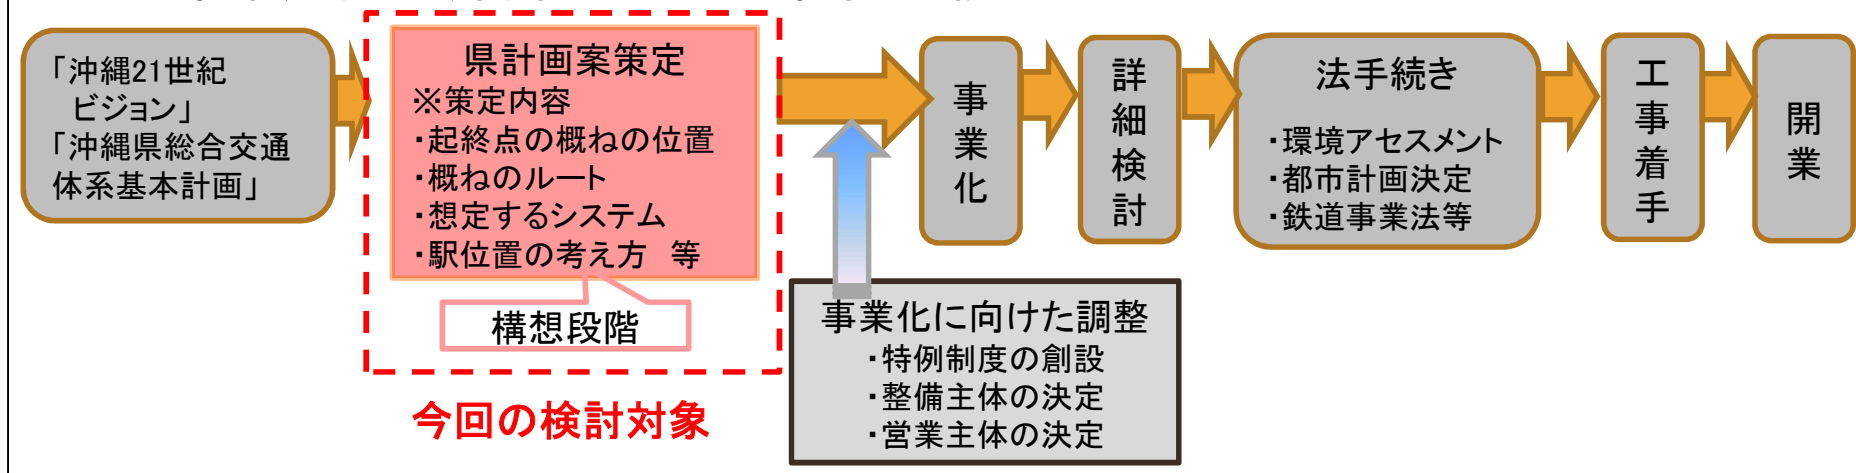 「沖縄21世紀
ビジョン」
「沖縄県総合交通
体系基本計画」
県計画案策定
※策定内容
・起終点の概ねの位置
・概ねのルート
・想定するシステム
・駅位置の考え方　等
構想段階
今回の検討対象
事業化に向けた調整
・特例制度の創設
・整備主体の決定
・営業主体の決定
事業化
詳細検討
法手続き
・環境アセスメント
・都市計画決定
・鉄道事業法等
工事着手
開業